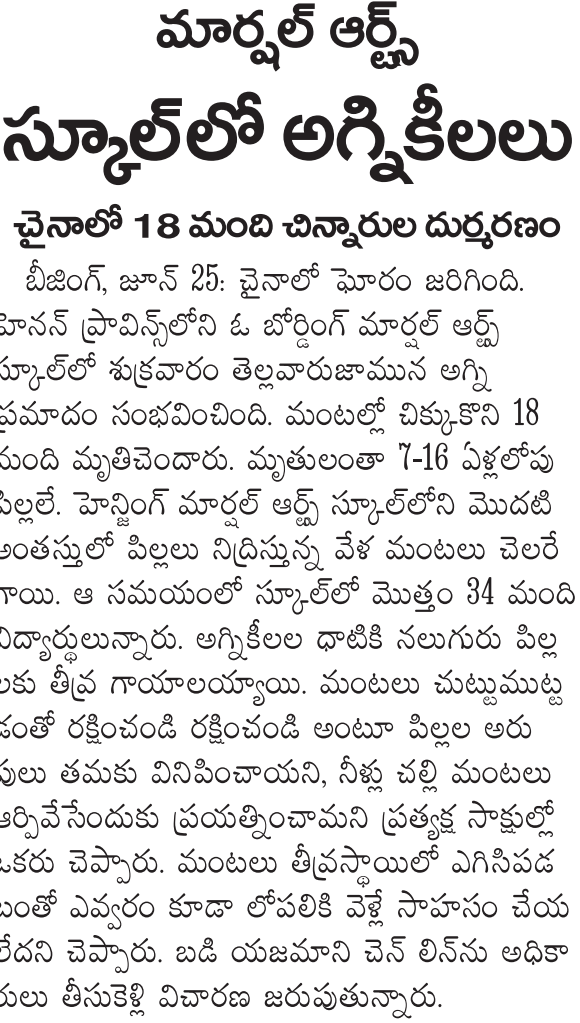 మార్షల్ ఆర్ట్స్
స్కూల్‌లో అగ్నికీలలు
చైనాలో 18 మంది చిన్నారుల దుర్మరణం
బీజింగ్, జూన్ 25: చైనాలో ఘోరం జరిగింది.
హెనన్ ప్రావిన్స్‌లోని ఓ బోర్డింగ్ మార్షల్ ఆర్ట్స్
స్కూల్‌లో శుక్రవారం తెల్లవారుజామున అగ్ని
ప్రమాదం సంభవించింది. మంటల్లో చిక్కుకొని 18
మంది మృతిచెందారు. మృతులంతా 7-16 ఏళ్లలోపు
పిల్లలే. హెన్జింగ్ మార్షల్ ఆర్ట్స్ స్కూల్‌లోని మొదటి
అంతస్తులో పిల్లలు నిద్రిస్తున్న వేళ మంటలు చెలరే
గాయి. ఆ సమయంలో స్కూల్‌లో మొత్తం 34 మంది
విద్యార్థులున్నారు. అగ్నికీలల ధాటికి నలుగురు పిల్ల
లకు తీవ్ర గాయాలయ్యాయి. మంటలు చుట్టుముట్ట
డంతో రక్షించండి రక్షించండి అంటూ పిల్లల అరు
పులు తమకు వినిపించాయని, నీళ్లు చల్లి మంటలు
ఆర్పివేసేందుకు ప్రయత్నించామని ప్రత్యక్ష సాక్షుల్లో
ఒకరు చెప్పారు. మంటలు తీవ్రస్థాయిలో ఎగిసిపడ
టంతో ఎవ్వరం కూడా లోపలికి వెళ్లే సాహసం చేయ
లేదని చెప్పారు. బడి యజమాని చెన్ లిన్‌ను అధికా
రులు తీసుకెళ్లి విచారణ జరుపుతున్నారు.